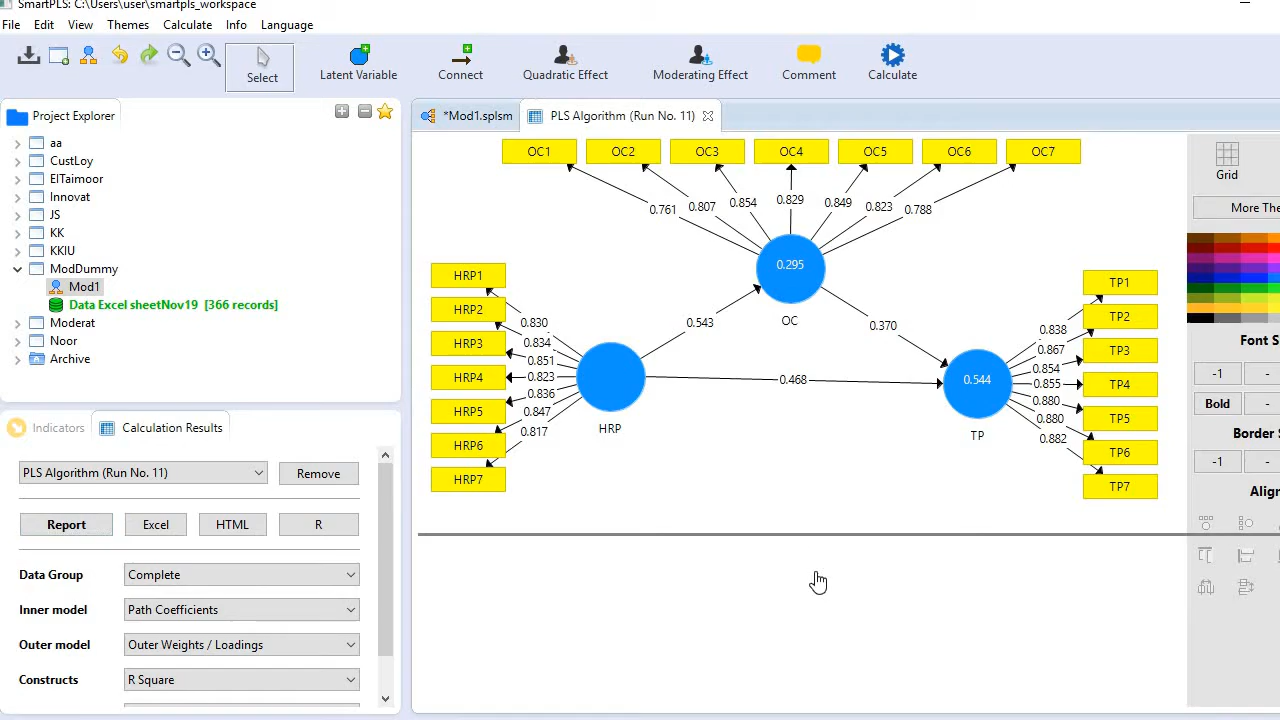 SmartPLS: C:\Users\user\smartpls_workspace
File Edit View Themes Calculate Info Language
Select
Latent Variable
Connect
Quadratic Effect
Moderating Effect
Comment
Calculate
Project Explorer
aa
CustLoy
ElTaimoor
Innovat
JS
KK
KKIU
ModDummy
Mod1
Data Excel sheetNov19 [366 records]
Moderat
Noor
Archive
Indicators
Calculation Results
PLS Algorithm (Run No. 11)
Remove
Report
Excel
HTML
R
Data Group
Complete
Inner model
Path Coefficients
Outer model
Outer Weights / Loadings
Constructs
R Square
*Mod1.splsm
PLS Algorithm (Run No. 11)
OC1 OC2 OC3 OC4 OC5 OC6 OC7
0.761 0.807 0.854 0.829 0.849 0.823 0.788
0.295
OC
HRP1
HRP2
HRP3
HRP4
HRP5
HRP6
HRP7
0.830
0.834
0.851
0.823
0.836
0.847
0.817
HRP
0.543
0.370
0.468
0.544
TP
0.838
0.867
0.854
0.855
0.880
0.880
0.882
TP1
TP2
TP3
TP4
TP5
TP6
TP7
Grid
More The
Font S
-1 -
Bold -
Border S
-1 -
Align